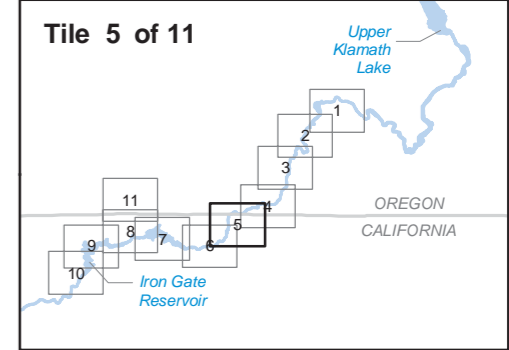 Tile 5 of 11
Upper
Klamath
Lake
1
2
3
4
5
6
7
8
9
10
11
OREGON
CALIFORNIA
Iron Gate
Reservoir